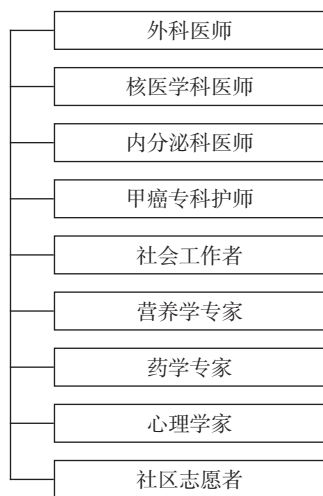 外科医师
核医学科医师
内分泌科医师
甲癌专科护师
社会工作者
营养学专家
药学专家
心理学家
社区志愿者